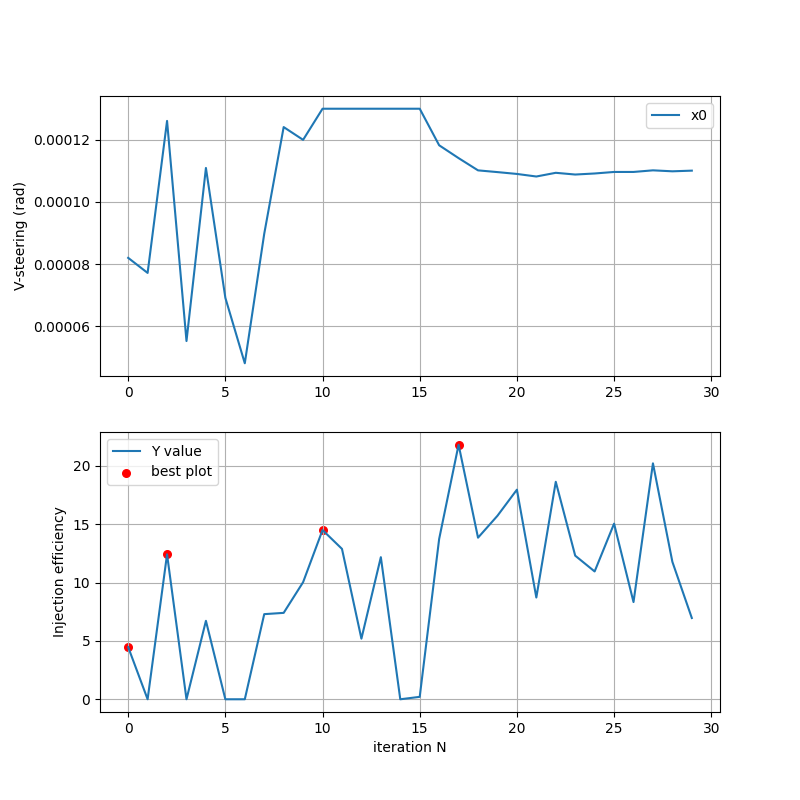 x0
0.00012
0.00010
0.00008
0.00006
V-steering (rad)
0 5 10 15 20 25 30
Y value
best plot
20
15
10
5
0
Injection efficiency
0 5 10 15 20 25 30
iteration N